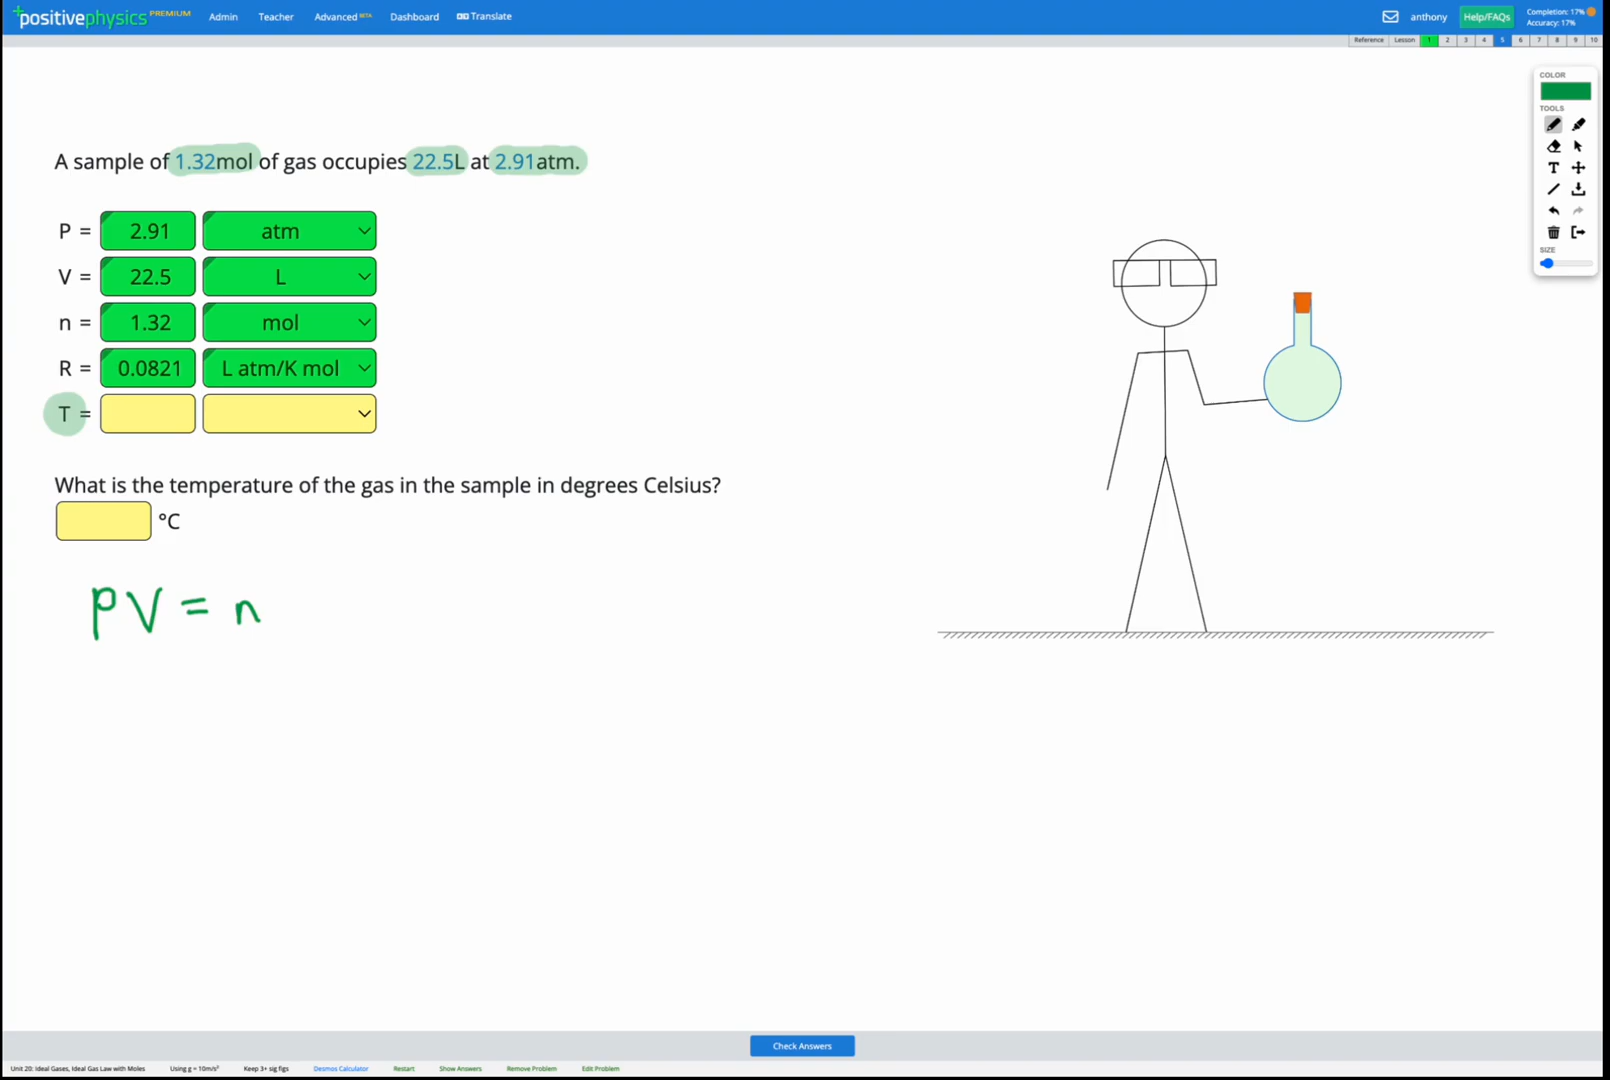 +positivephysics PREMIUM Admin Teacher Advanced BETA Dashboard Translate anthony Help/FAQs Completion: 17% Accuracy: 17%
Reference Lesson 1 2 3 4 5 6 7 8 9 10
COLOR
TOOLS
T
SIZE
A sample of 1.32mol of gas occupies 22.5L at 2.91atm.
P = 2.91 atm
V = 22.5 L
n = 1.32 mol
R = 0.0821 L atm/K mol
T =
What is the temperature of the gas in the sample in degrees Celsius?
°C
PV = n
Check Answers
Unit 20: Ideal Gases, Ideal Gas Law with Moles Using g = 10m/s² Keep 3+ sig figs Desmos Calculator Restart Show Answers Remove Problem Edit Problem